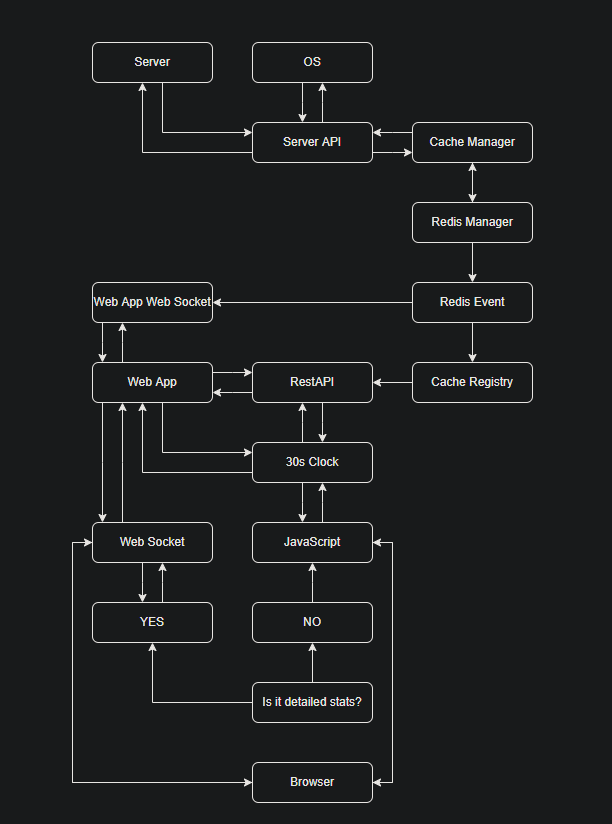 Server
OS
Server API
Cache Manager
Redis Manager
Web App Web Socket
Redis Event
Web App
RestAPI
Cache Registry
30s Clock
Web Socket
JavaScript
YES
NO
Is it detailed stats?
Browser